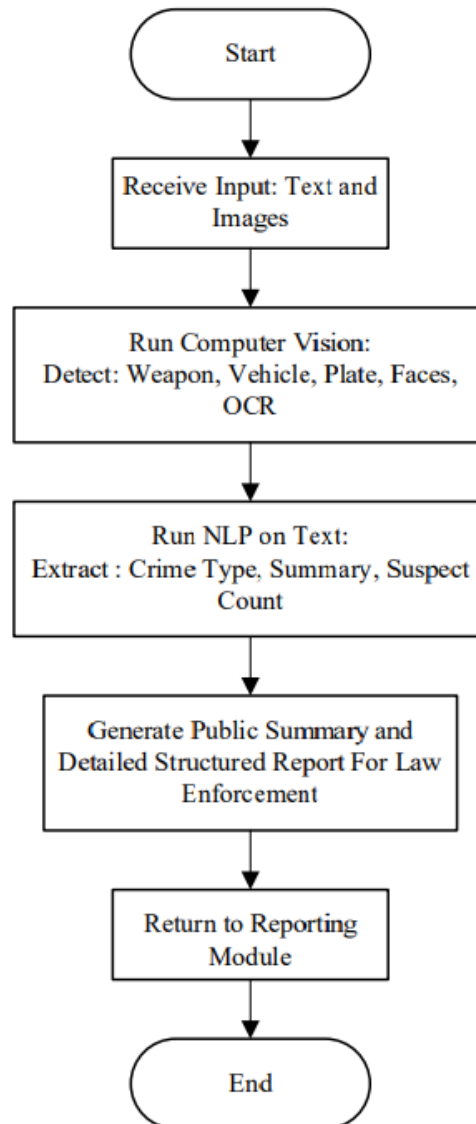 Start
Receive Input: Text and
Images
Run Computer Vision:
Detect: Weapon, Vehicle, Plate, Faces,
OCR
Run NLP on Text:
Extract : Crime Type, Summary, Suspect
Count
Generate Public Summary and
Detailed Structured Report For Law
Enforcement
Return to Reporting
Module
End